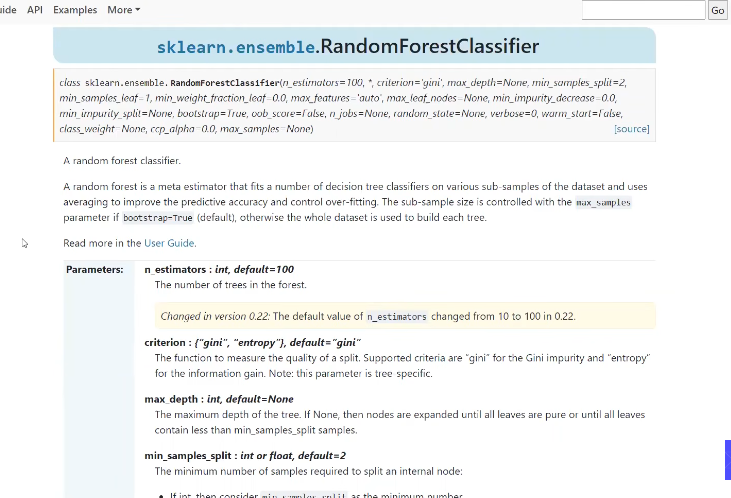 uide API Examples More Go
sklearn.ensemble.RandomForestClassifier
class sklearn.ensemble.RandomForestClassifier(n_estimators=100, *, criterion='gini', max_depth=None, min_samples_split=2,
min_samples_leaf=1, min_weight_fraction_leaf=0.0, max_features='auto', max_leaf_nodes=None, min_impurity_decrease=0.0,
min_impurity_split=None, bootstrap=True, oob_score=False, n_jobs=None, random_state=None, verbose=0, warm_start=False,
class_weight=None, ccp_alpha=0.0, max_samples=None) [source]
A random forest classifier.
A random forest is a meta estimator that fits a number of decision tree classifiers on various sub-samples of the dataset and uses
averaging to improve the predictive accuracy and control over-fitting. The sub-sample size is controlled with the max_samples
parameter if bootstrap=True (default), otherwise the whole dataset is used to build each tree.
Read more in the User Guide.
Parameters: n_estimators : int, default=100
The number of trees in the forest.
Changed in version 0.22: The default value of n_estimators changed from 10 to 100 in 0.22.
criterion : {"gini", "entropy"}, default="gini"
The function to measure the quality of a split. Supported criteria are "gini" for the Gini impurity and "entropy"
for the information gain. Note: this parameter is tree-specific.
max_depth : int, default=None
The maximum depth of the tree. If None, then nodes are expanded until all leaves are pure or until all leaves
contain less than min_samples_split samples.
min_samples_split : int or float, default=2
The minimum number of samples required to split an internal node:
• If int, then consider min_samples_split as the minimum number.